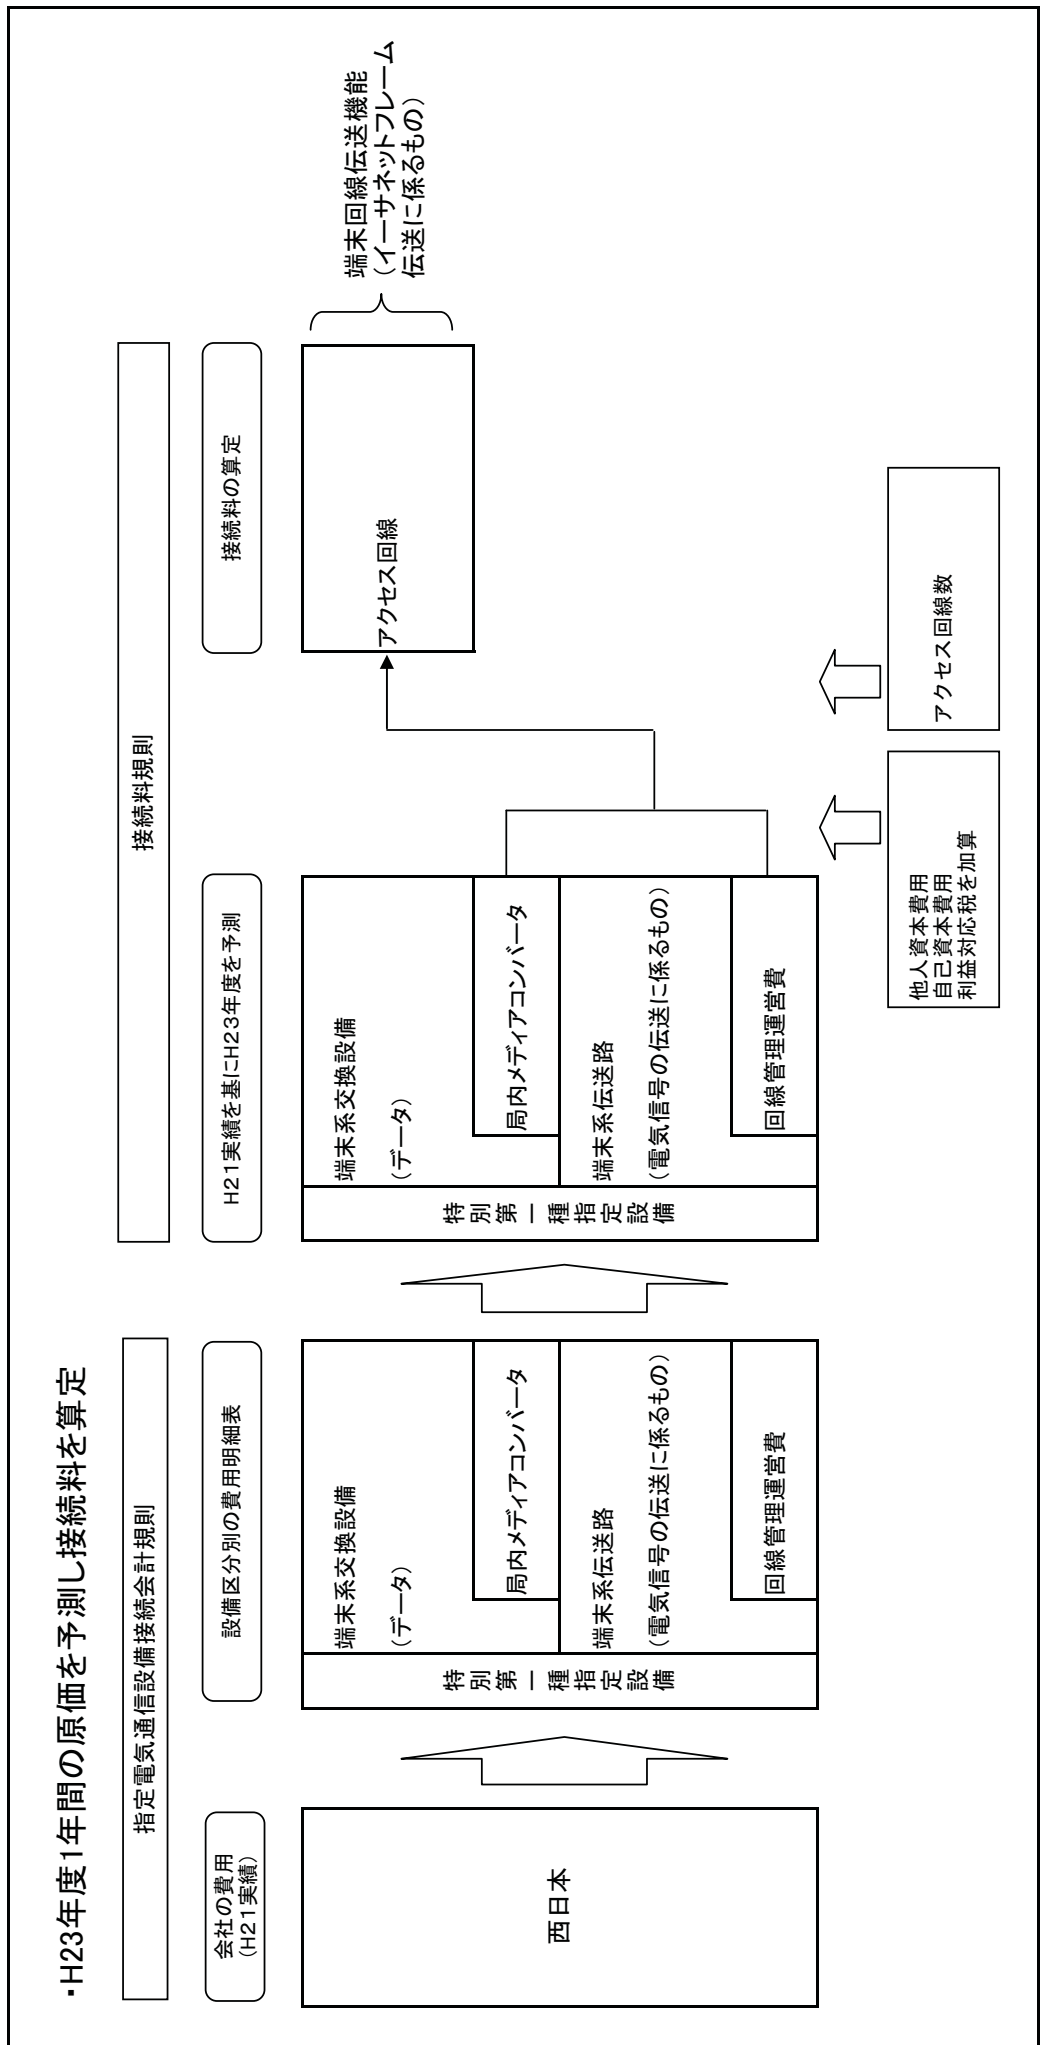 ・H23年度1年間の原価を予測し接続料を算定
指定電気通信設備接続会計規則
接続料規則
会社の費用
（H21実績）
設備区分別の費用明細表
H21実績を基にH23年度を予測
接続料の算定
西日本
特別第一種指定設備
端末系交換設備
（データ）
局内メディアコンバータ
端末系伝送路
（電気信号の伝送に係るもの）
回線管理運営費
特別第一種指定設備
端末系交換設備
（データ）
局内メディアコンバータ
端末系伝送路
（電気信号の伝送に係るもの）
回線管理運営費
アクセス回線
端末回線伝送機能
（イーサネットフレーム
伝送に係るもの）
他人資本費用
自己資本費用
利益対応税を加算
アクセス回線数